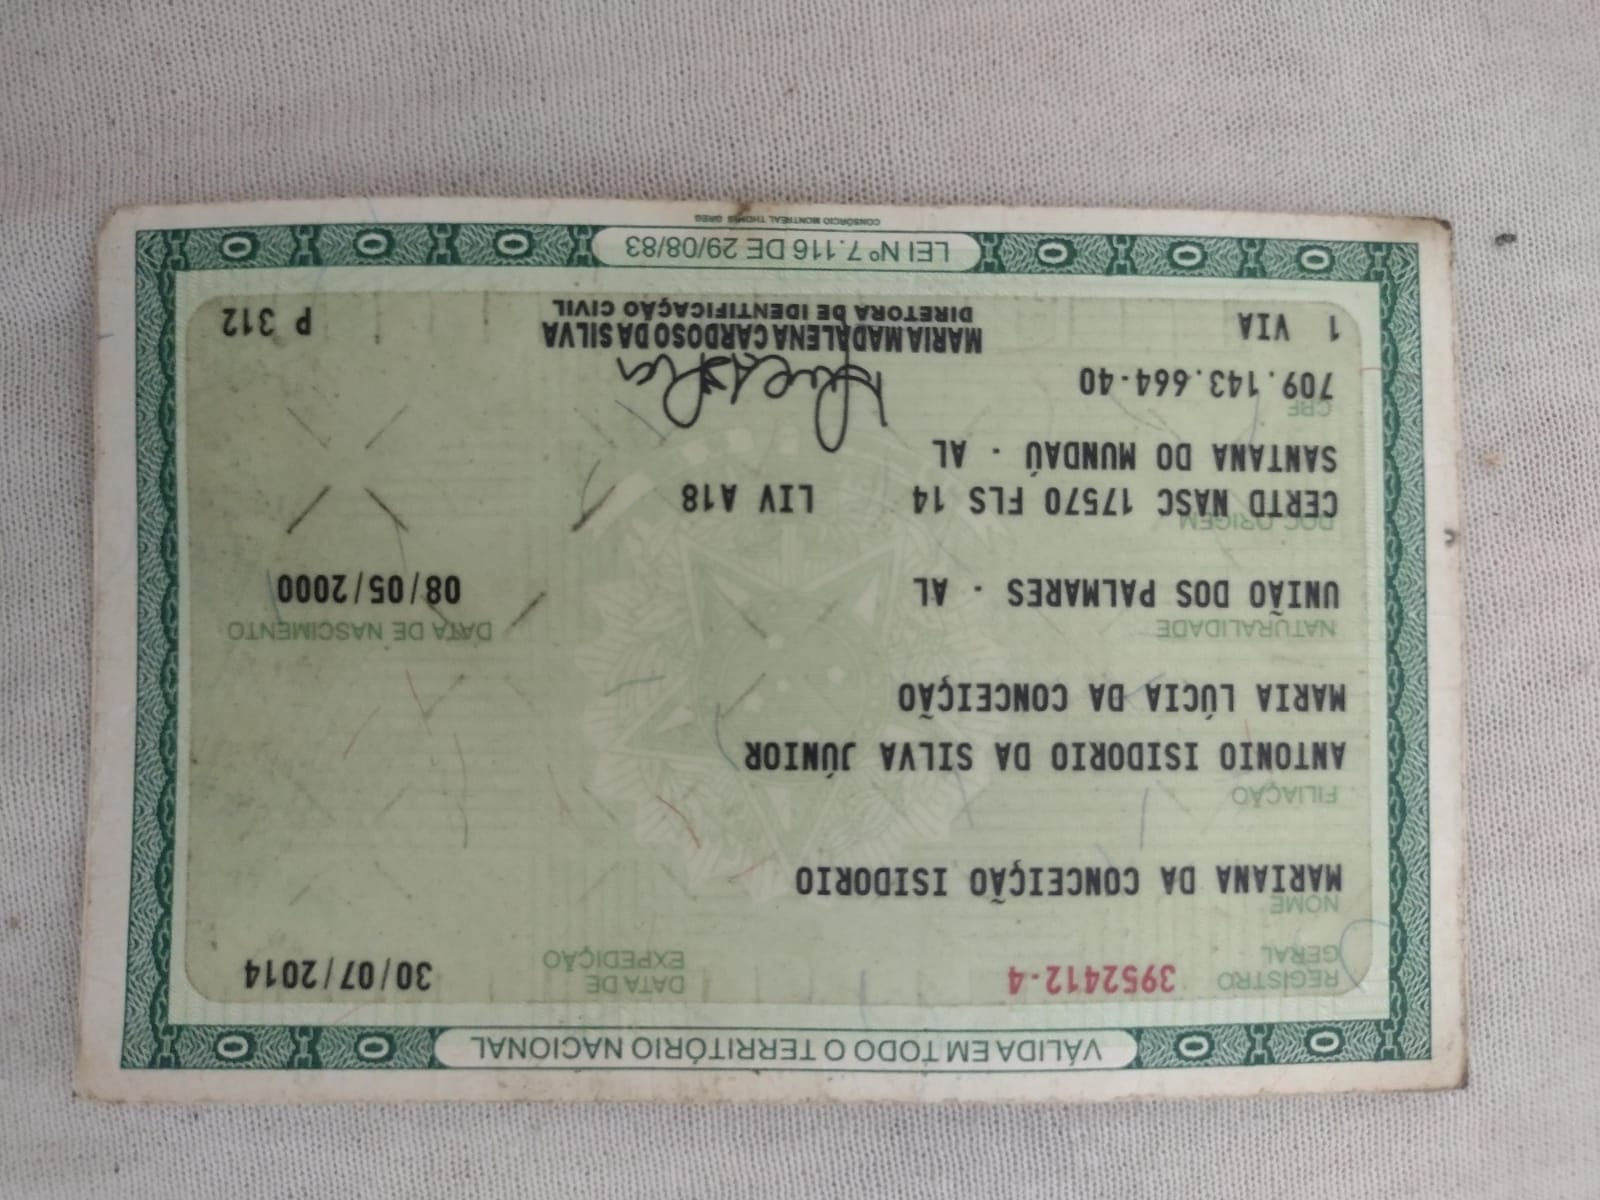 VÁLIDA EM TODO O TERRITÓRIO NACIONAL
REGISTRO GERAL 3952412-4 DATA DE EXPEDIÇÃO 30/07/2014
NOME
MARIANA DA CONCEIÇÃO ISIDORIO
FILIAÇÃO
ANTONIO ISIDORIO DA SILVA JÚNIOR
MARIA LÚCIA DA CONCEIÇÃO
NATURALIDADE DATA DE NASCIMENTO
UNIÃO DOS PALMARES - AL 08/05/2000
DOC ORIGEM
CERTD NASC 17570 FLS 14 LIV A18
SANTANA DO MUNDAÚ - AL
CPF
709.143.664-40
1 VIA MARIA MADALENA CARDOSO DA SILVA P 312
DIRETORA DE IDENTIFICAÇÃO CIVIL
LEI Nº 7.116 DE 29/08/83
CONSÓRCIO MONTREAL THOMAS GREG